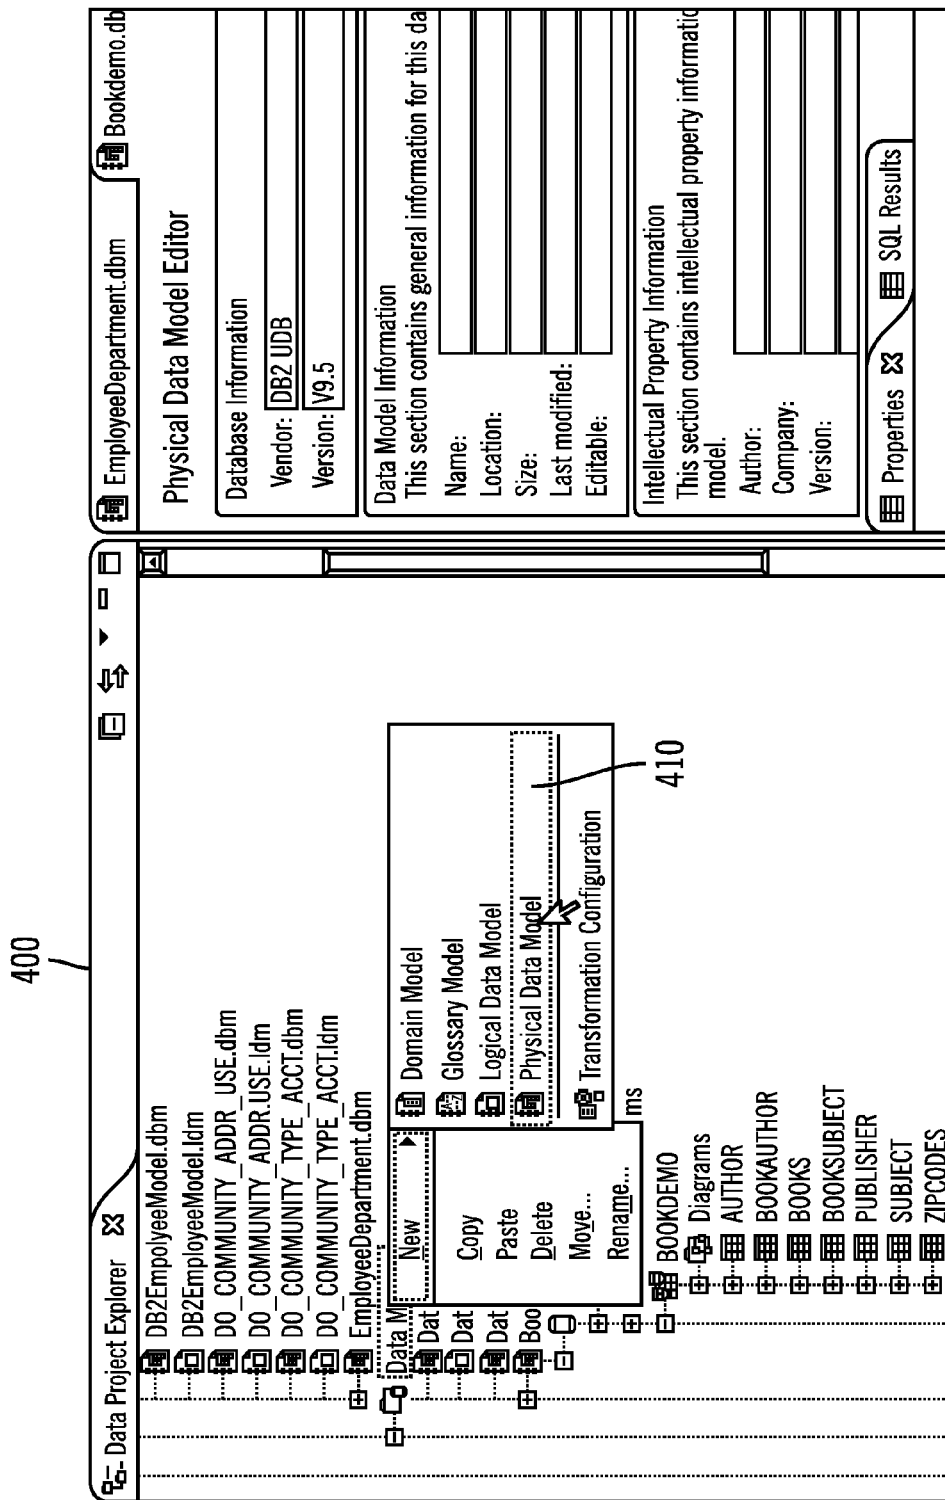 400
Data Project Explorer
DB2EmpolyeeModel.dbm
DB2EmployeeModel.ldm
DO_COMMUNITY_ADDR_USE.dbm
DO_COMMUNITY_ADDR.USE.ldm
DO_COMMUNITY_TYPE_ACCT.dbm
DO_COMMUNITY_TYPE_ACCT.ldm
EmployeeDepartment.dbm
Data M
Dat
Dat
Dat
Boo
New
Copy
Paste
Delete
Move...
Rename...
Domain Model
Glossary Model
Logical Data Model
Physical Data Model
Transformation Configuration
410
ms
BOOKDEMO
Diagrams
AUTHOR
BOOKAUTHOR
BOOKS
BOOKSUBJECT
PUBLISHER
SUBJECT
ZIPCODES
EmployeeDepartment.dbm
Bookdemo.db
Physical Data Model Editor
Database Information
Vendor: DB2 UDB
Version: V9.5
Data Model Information
This section contains general information for this da
Name:
Location:
Size:
Last modified:
Editable:
Intellectual Property Information
This section contains intellectual property informatic
model.
Author:
Company:
Version:
Properties
SQL Results